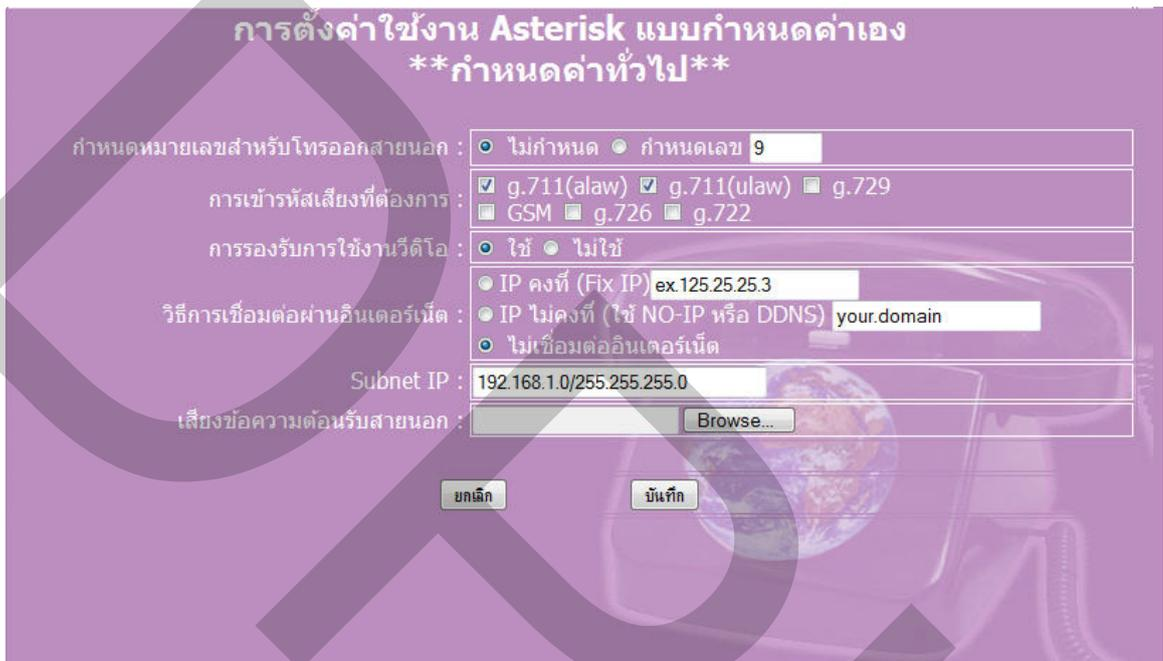 การตั้งค่าใช้งาน Asterisk แบบกำหนดค่าเอง
**กำหนดค่าทั่วไป**
กำหนดหมายเลขสำหรับโทรออกสายนอก : ไม่กำหนด กำหนดเลข 9
การเข้ารหัสเสียงที่ต้องการ : g.711(alaw) g.711(ulaw) g.729
GSM g.726 g.722
การรองรับการใช้งานวีดิโอ : ใช้ ไม่ใช้
วิธีการเชื่อมต่อผ่านอินเตอร์เน็ต : IP คงที่ (Fix IP) ex.125.25.25.3
IP ไม่คงที่ (ใช้ NO-IP หรือ DDNS) your.domain
ไม่เชื่อมต่ออินเตอร์เน็ต
Subnet IP : 192.168.1.0/255.255.255.0
เสียงข้อความต้อนรับสายนอก : Browse...
ยกเลิก บันทึก